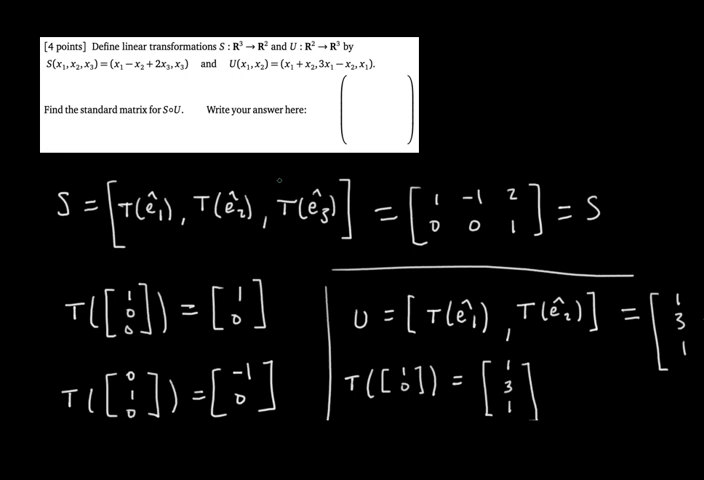 [4 points] Define linear transformations S : R³ → R² and U : R² → R³ by
S(x₁, x₂, x₃) = (x₁ − x₂ + 2x₃, x₃) and U(x₁, x₂) = (x₁ + x₂, 3x₁ − x₂, x₁).
Find the standard matrix for S∘U. Write your answer here: ( )
S = [T(ê₁), T(ê₂), T(ê₃)] = [1 -1 2; 0 0 1] = S
T([1; 0; 0]) = [1; 0]
T([0; 1; 0]) = [-1; 0]
U = [T(ê₁), T(ê₂)] = [1; 3; 1
T([1; 0]) = [1; 3; 1]